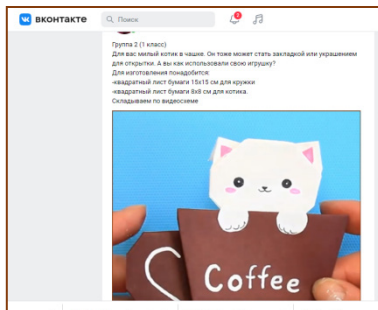 вконтакте
Поиск
Группа 2 (1 класс)
Для вас милый котик в чашке. Он тоже может стать закладкой или украшением
для открытки. А вы как использовали свою игрушку?
Для изготовления понадобится:
-квадратный лист бумаги 15х15 см для кружки
-квадратный лист бумаги 8х8 см для котика.
Складываем по видеосхеме
Coffee